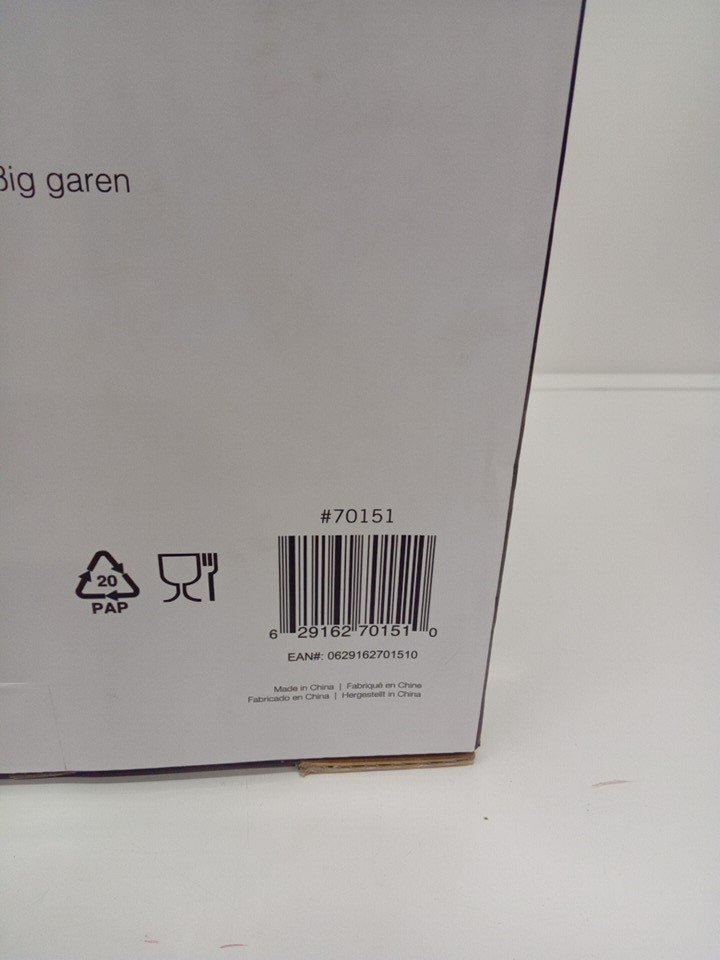 Big garen
#70151
20
PAP
6 29162 70151 0
EAN#: 0629162701510
Made in China | Fabriqué en Chine
Fabricado en China | Hergestellt in China